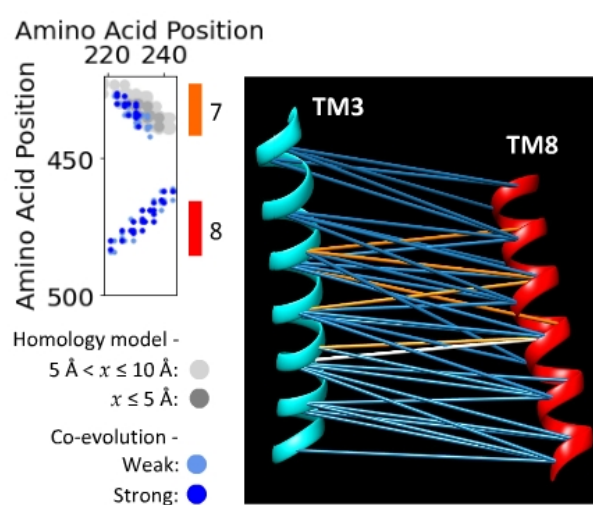 Amino Acid Position
220 240
Amino Acid Position
450
500
7
8
TM3
TM8
Homology model -
5 Å < x ≤ 10 Å:
x ≤ 5 Å:
Co-evolution -
Weak:
Strong: